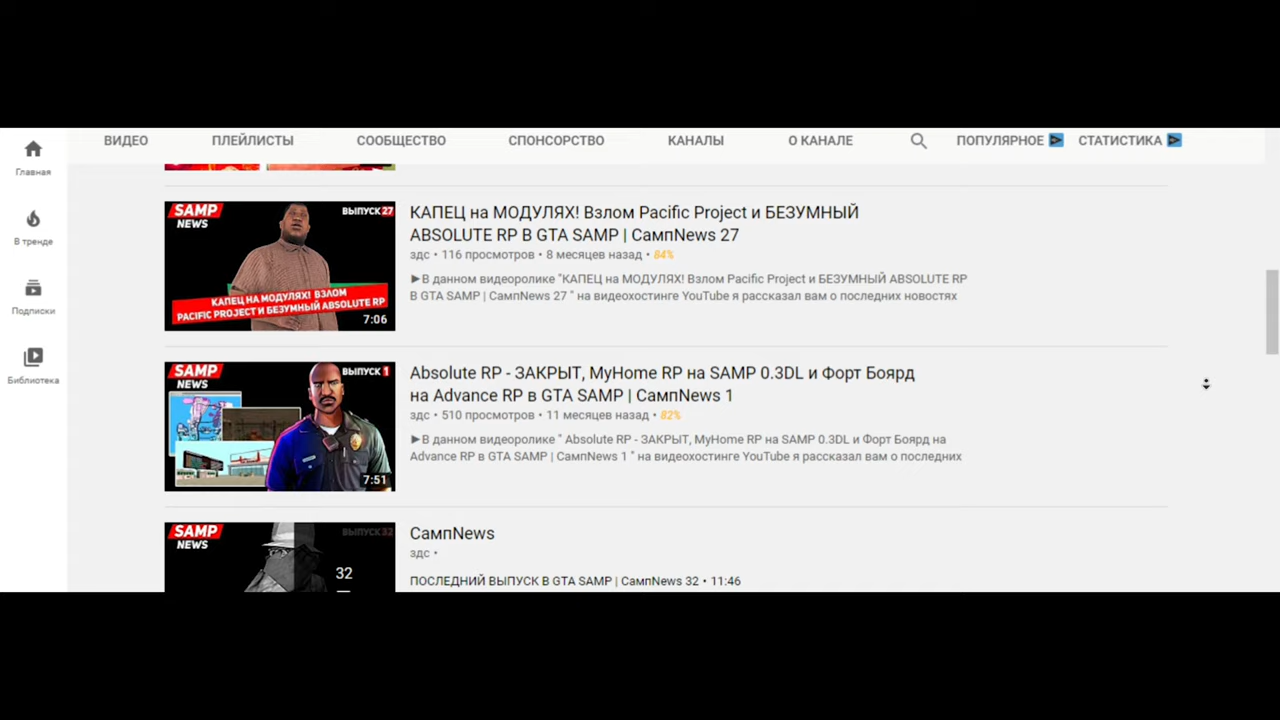 ВИДЕО ПЛЕЙЛИСТЫ СООБЩЕСТВО СПОНСОРСТВО КАНАЛЫ О КАНАЛЕ ПОПУЛЯРНОЕ СТАТИСТИКА
Главная
В тренде
Подписки
Библиотека
SAMP
NEWS
ВЫПУСК 27
КАПЕЦ НА МОДУЛЯХ! ВЗЛОМ
PACIFIC PROJECT И БЕЗУМНЫЙ ABSOLUTE RP
7:06
КАПЕЦ на МОДУЛЯХ! Взлом Pacific Project и БЕЗУМНЫЙ
ABSOLUTE RP В GTA SAMP | СампNews 27
здс • 116 просмотров • 8 месяцев назад • 84%
►В данном видеоролике "КАПЕЦ на МОДУЛЯХ! Взлом Pacific Project и БЕЗУМНЫЙ ABSOLUTE RP
В GTA SAMP | СампNews 27 " на видеохостинге YouTube я рассказал вам о последних новостях
SAMP
NEWS
ВЫПУСК 1
7:51
Absolute RP - ЗАКРЫТ, MyHome RP на SAMP 0.3DL и Форт Боярд
на Advance RP в GTA SAMP | СампNews 1
здс • 510 просмотров • 11 месяцев назад • 82%
►В данном видеоролике " Absolute RP - ЗАКРЫТ, MyHome RP на SAMP 0.3DL и Форт Боярд на
Advance RP в GTA SAMP | СампNews 1 " на видеохостинге YouTube я рассказал вам о последних
SAMP
NEWS
ВЫПУСК 32
32
СампNews
здс •
ПОСЛЕДНИЙ ВЫПУСК В GTA SAMP | СампNews 32 • 11:46